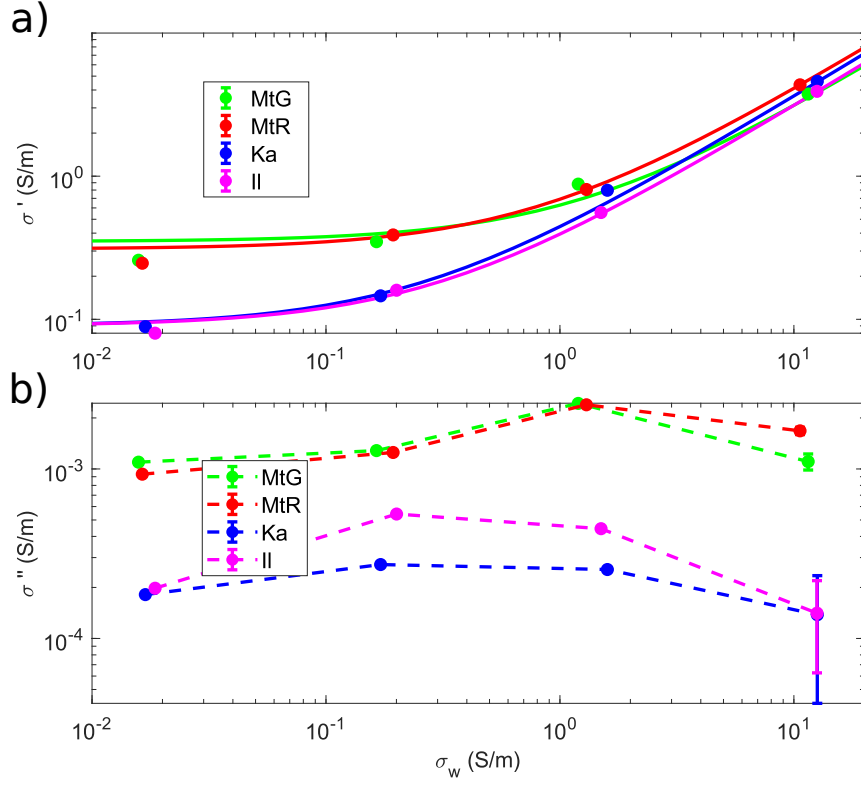 a)
10⁰
10⁻¹
σ ' (S/m)
MtG
MtR
Ka
Il
10⁻² 10⁻¹ 10⁰ 10¹
b)
10⁻³
10⁻⁴
σ '' (S/m)
MtG
MtR
Ka
Il
10⁻² 10⁻¹ 10⁰ 10¹
σw (S/m)